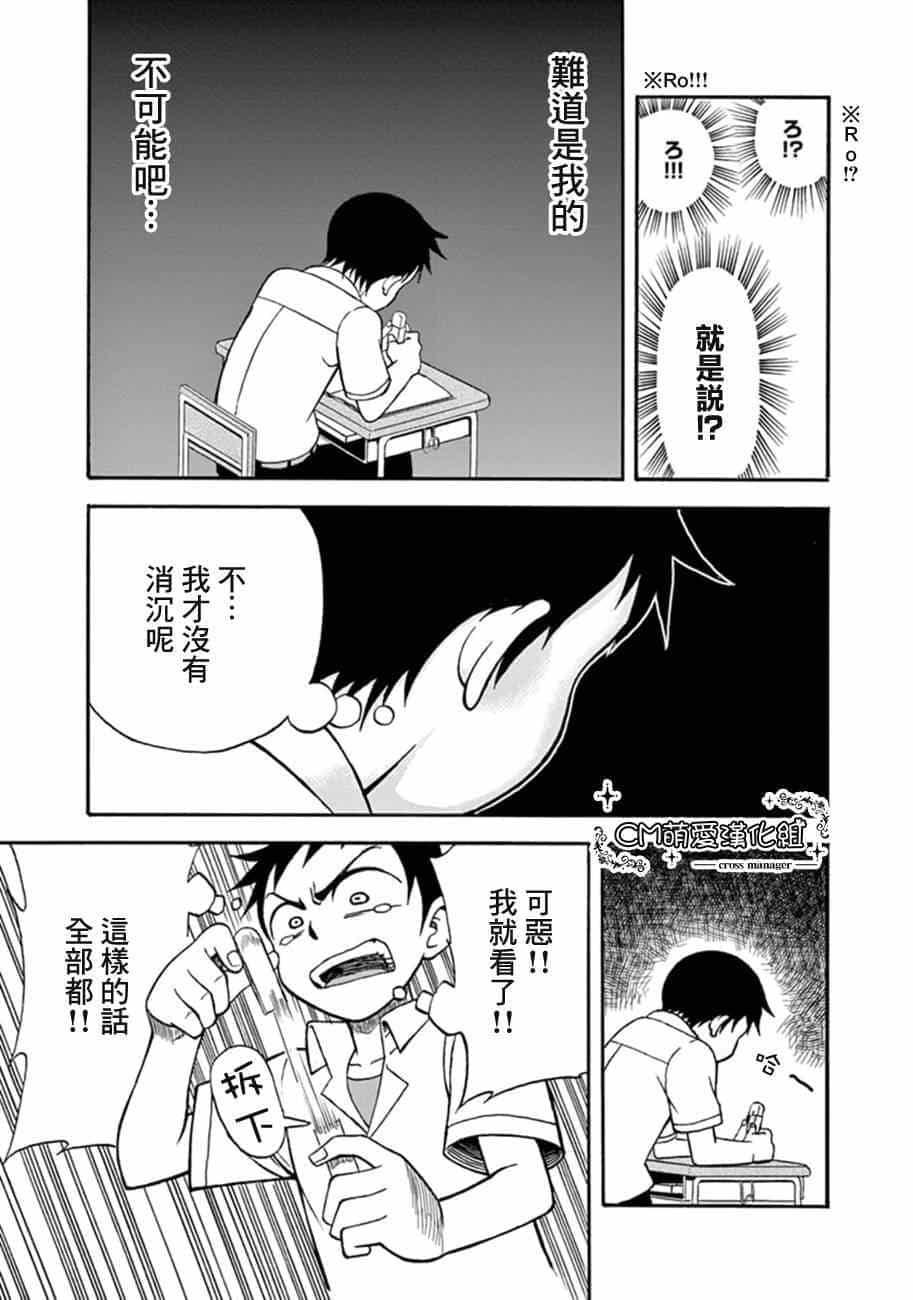 ※Ro!!!
※Ro!?
ろ!?
ろ!!!
就是説!?
難道是我的
不可能吧…
不…
我才沒有
消沉呢
CM萌愛漢化組
cross manager
哈～
可惡!!
我就看了!!
這樣的話
全部都!!
拆下